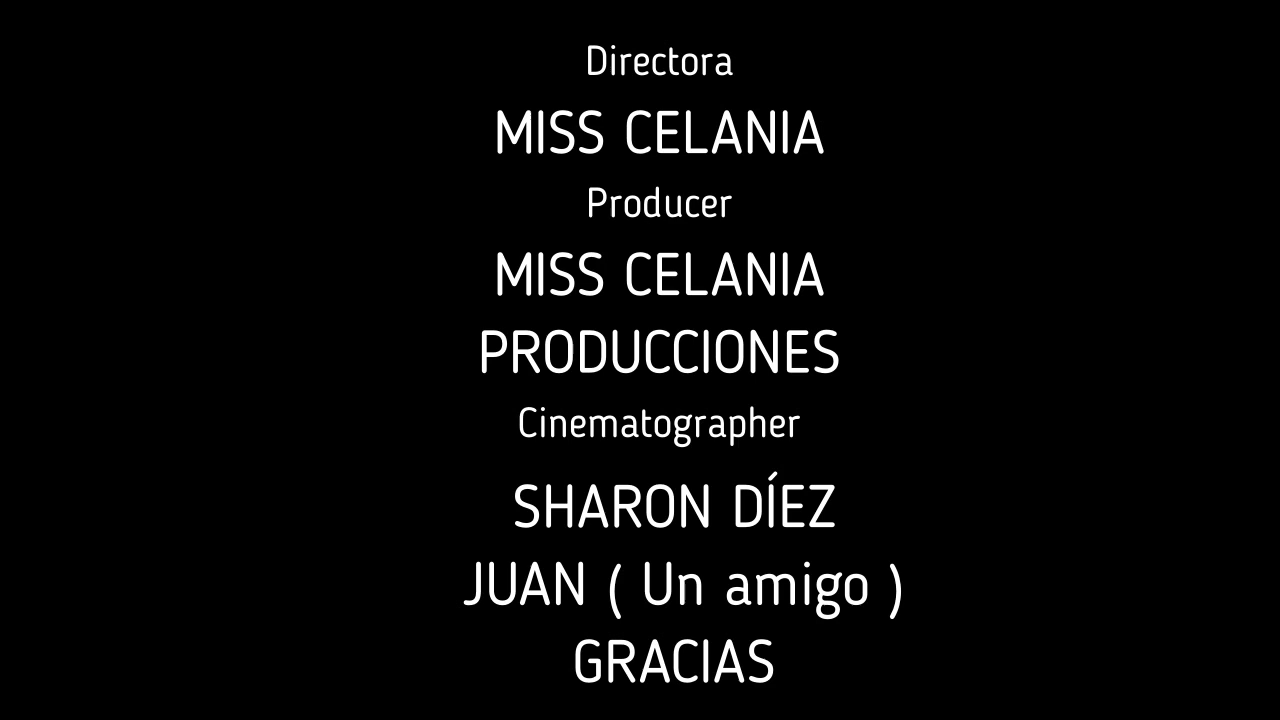 Directora
MISS CELANIA
Producer
MISS CELANIA
PRODUCCIONES
Cinematographer
SHARON DÍEZ
JUAN ( Un amigo )
GRACIAS